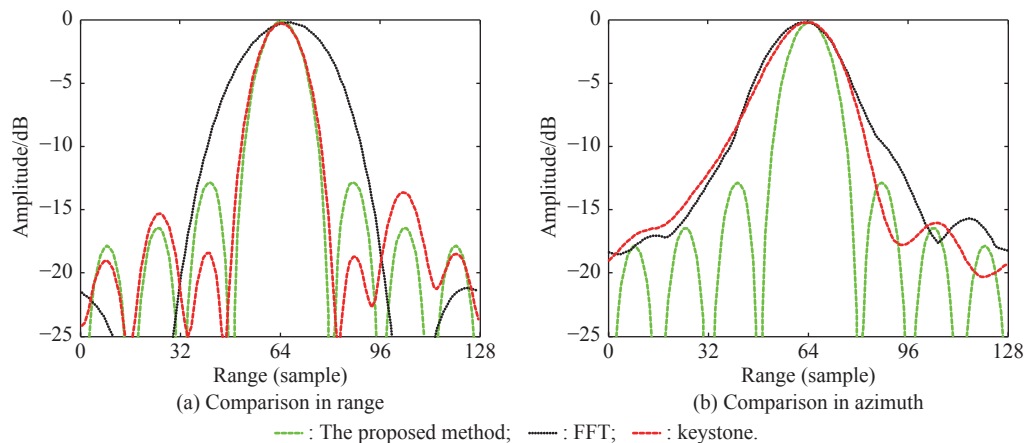 0
−5
−10
−15
−20
−25
Amplitude/dB
0 32 64 96 128
Range (sample)
(a) Comparison in range
0
−5
−10
−15
−20
−25
Amplitude/dB
0 32 64 96 128
Range (sample)
(b) Comparison in azimuth
: The proposed method; : FFT; : keystone.